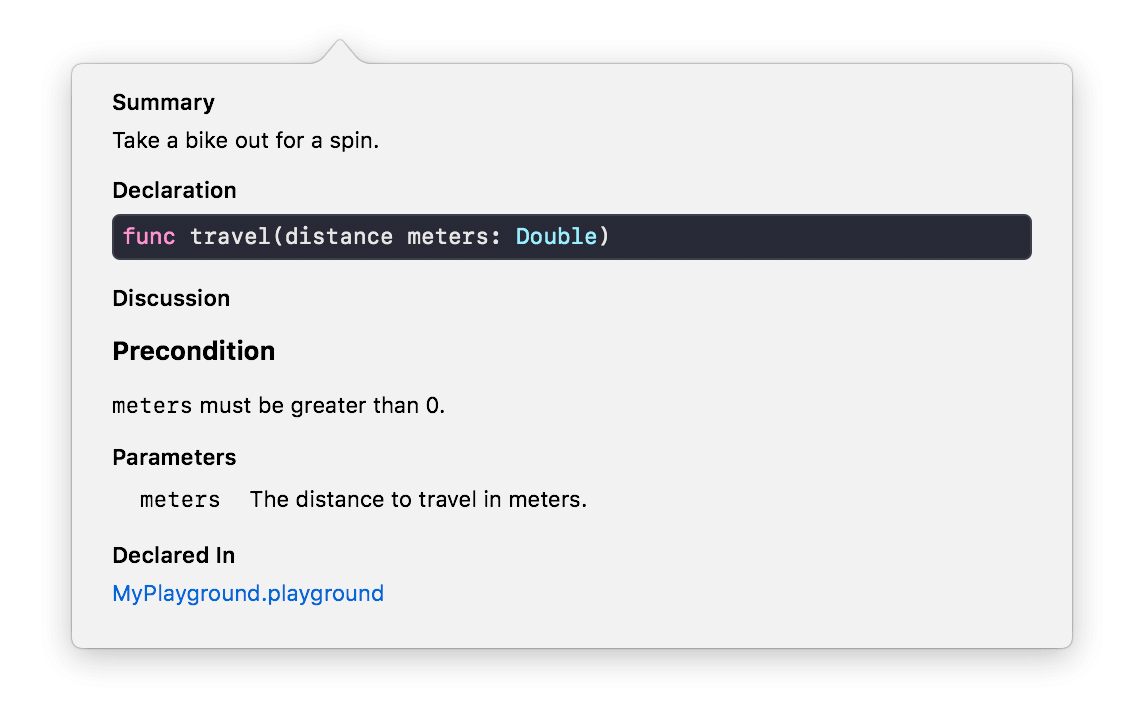 Summary
Take a bike out for a spin.
Declaration
func travel(distance meters: Double)
Discussion
Precondition
meters must be greater than 0.
Parameters
meters The distance to travel in meters.
Declared In
MyPlayground.playground